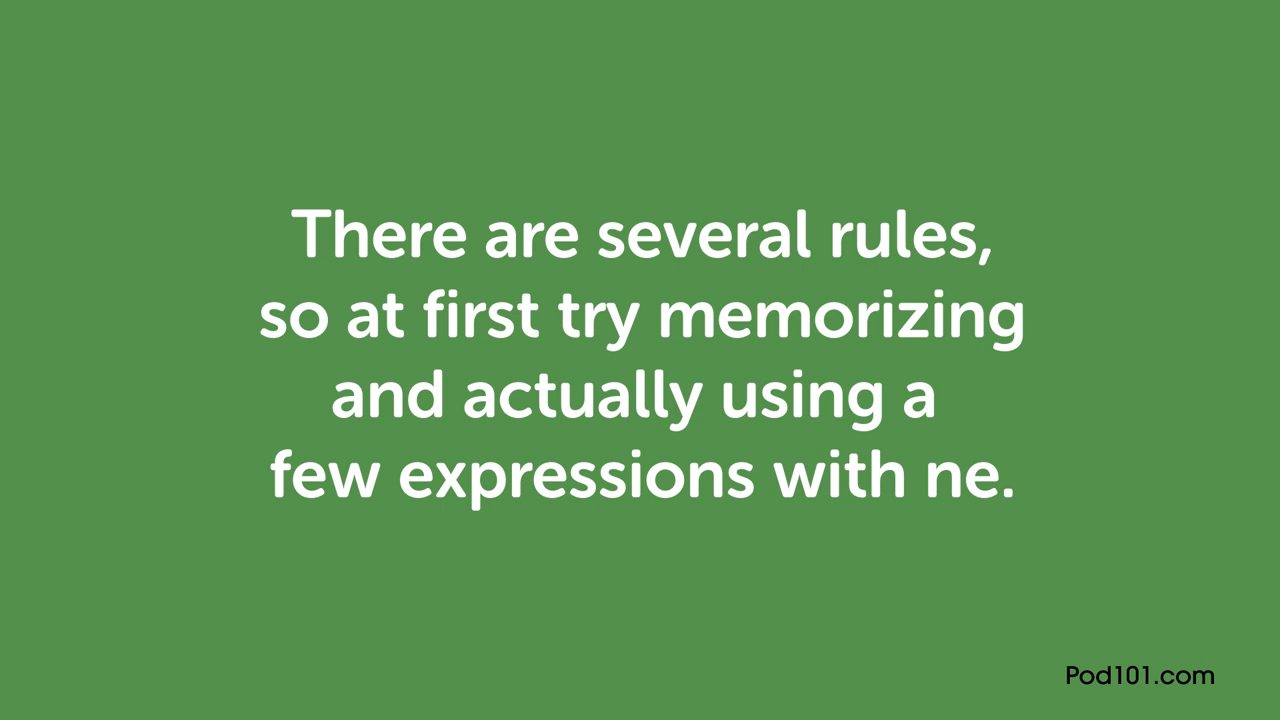 There are several rules,
so at first try memorizing
and actually using a
few expressions with ne.
Pod101.com